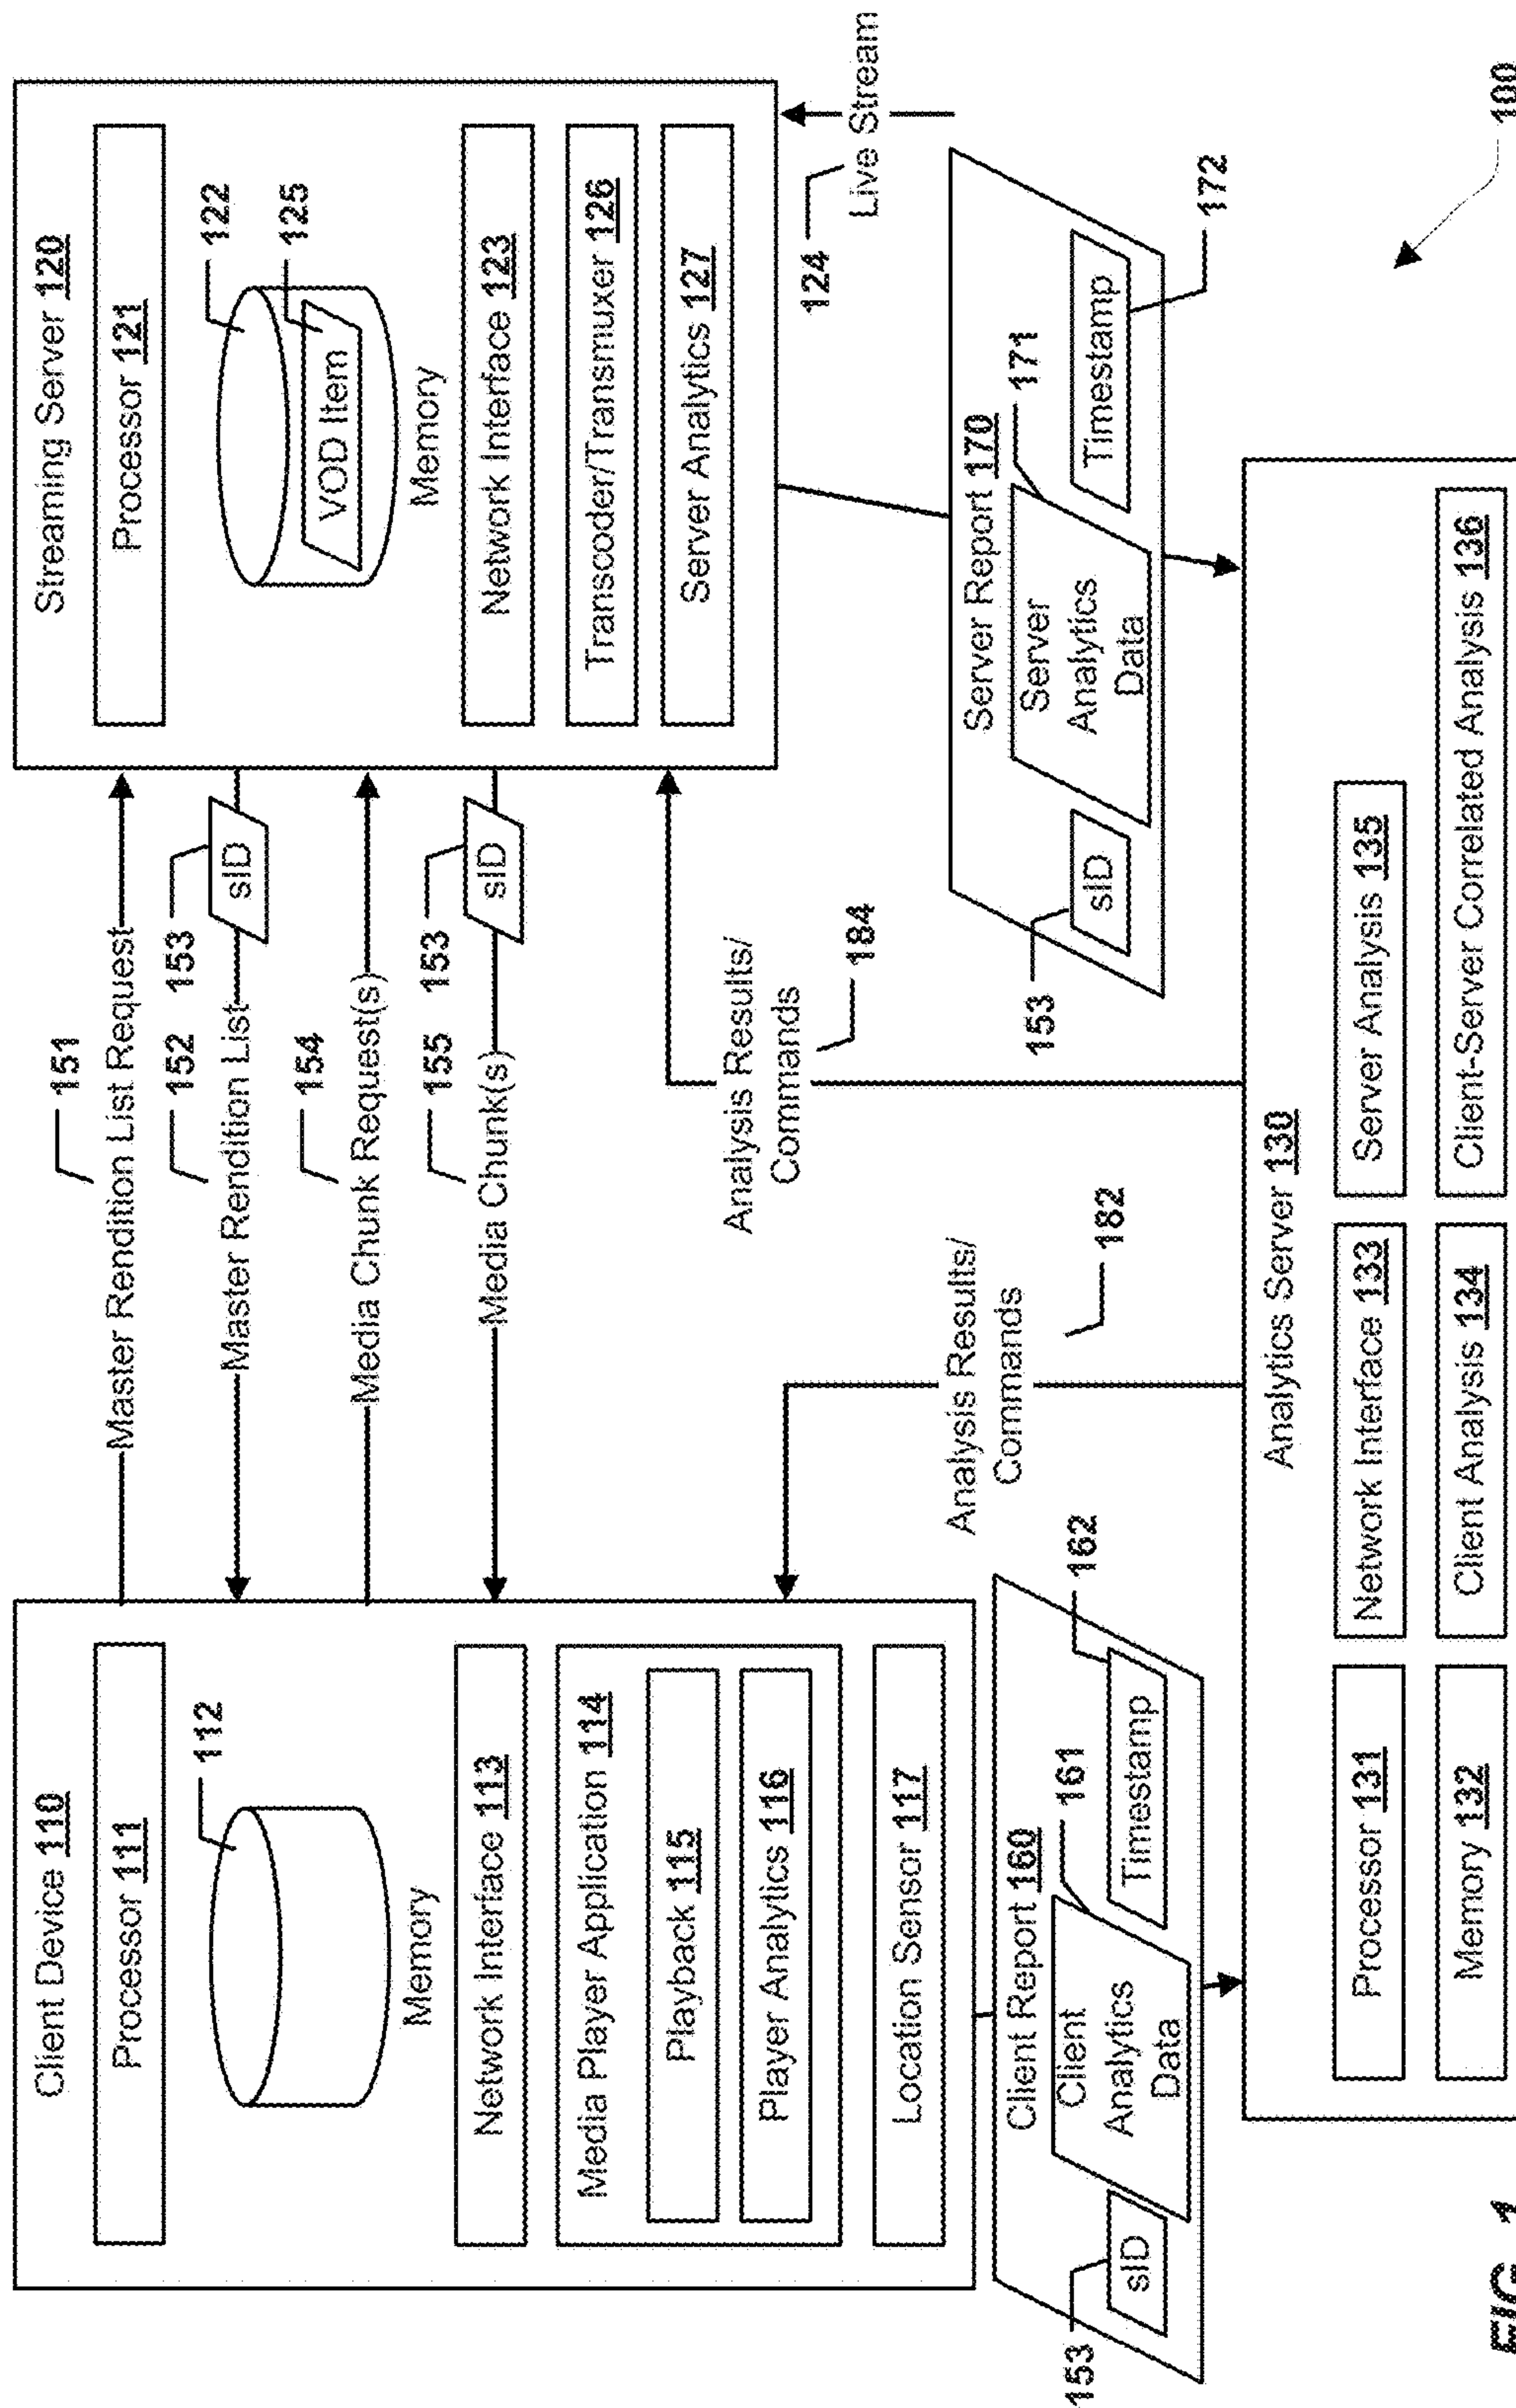 Client Device 110
Processor 111
112
Memory
Network Interface 113
Media Player Application 114
Playback 115
Player Analytics 116
Location Sensor 117
151
Master Rendition List Request
152
153
sID
Master Rendition List
154
Media Chunk Request(s)
155
153
sID
Media Chunk(s)
Streaming Server 120
Processor 121
122
125
VOD Item
Memory
Network Interface 123
Transcoder/Transmuxer 126
Server Analytics 127
124
Live Stream
Analysis Results/
Commands
184
Analysis Results/
Commands
182
Client Report 160
161
162
153
sID
Client
Analytics
Data
Timestamp
Server Report 170
171
172
153
sID
Server
Analytics
Data
Timestamp
Analytics Server 130
Processor 131
Network Interface 133
Server Analysis 135
Memory 132
Client Analysis 134
Client-Server Correlated Analysis 136
100
FIG. 1